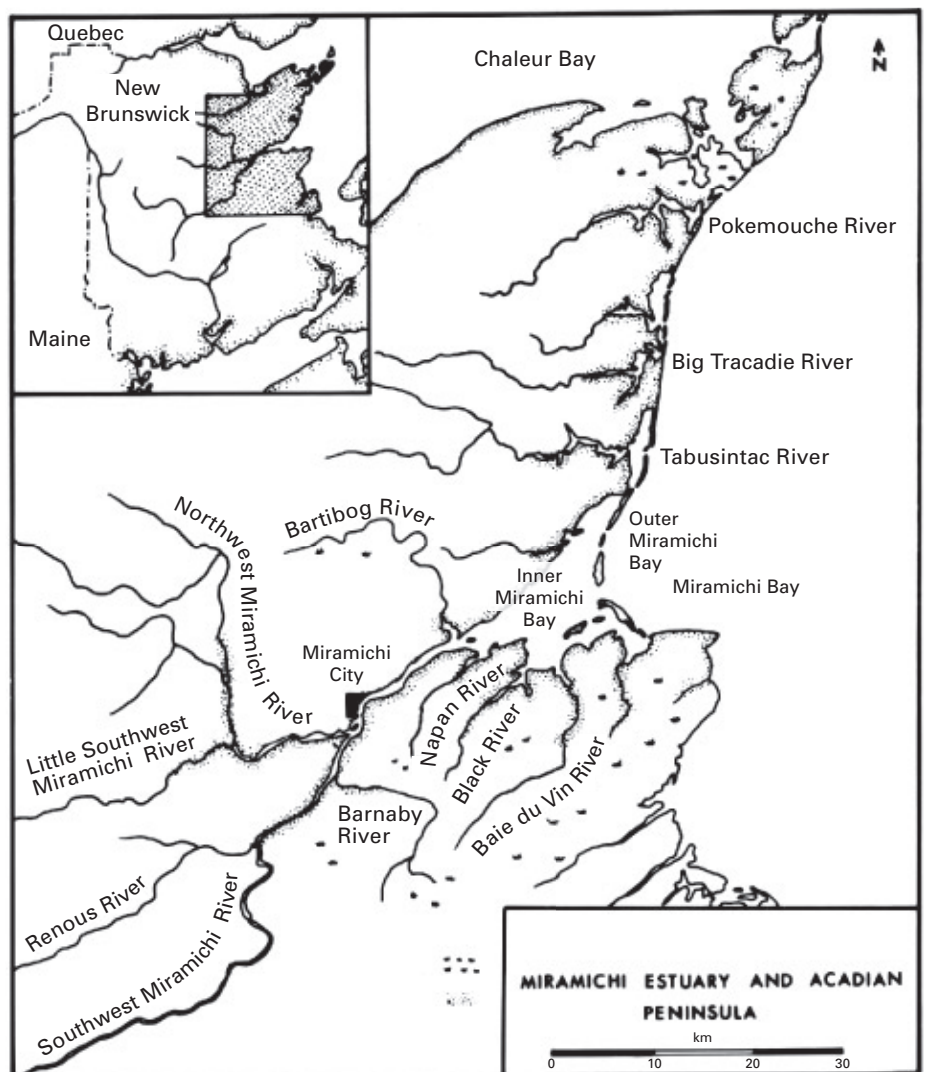 Quebec
New
Brunswick
Maine
Chaleur Bay
N
Pokemouche River
Big Tracadie River
Tabusintac River
Outer
Miramichi
Bay
Miramichi Bay
Inner
Miramichi
Bay
Bartibog River
Northwest Miramichi River
Miramichi
City
Napan River
Black River
Baie du Vin River
Little Southwest
Miramichi River
Barnaby
River
Renous River
Southwest Miramichi River
MIRAMICHI ESTUARY AND ACADIAN
PENINSULA
km
0 10 20 30